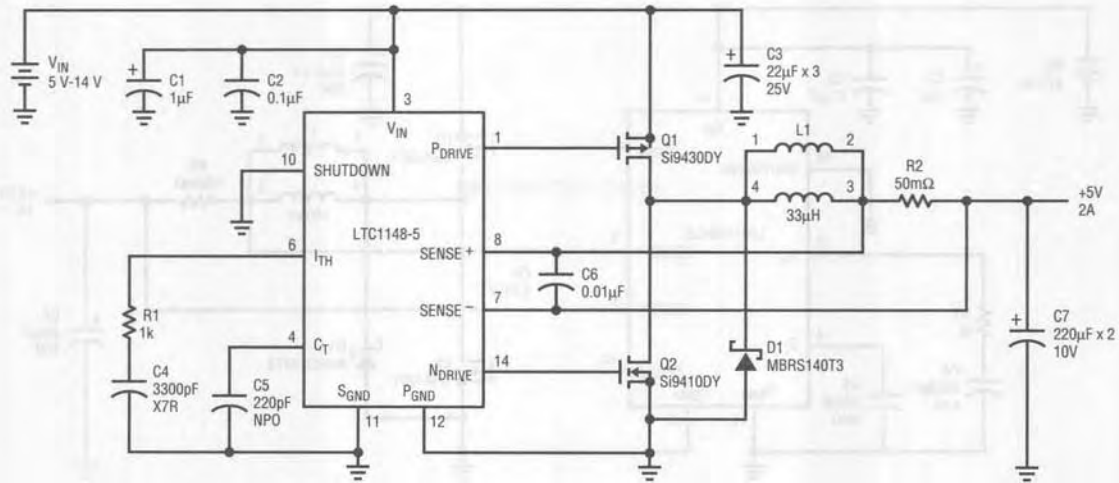 V_IN
5 V-14 V
+
C1
1µF
C2
0.1µF
+
C3
22µF x 3
25V
3
V_IN
P_DRIVE
1
Q1
Si9430DY
10
SHUTDOWN
L1
1
2
4
3
33µH
R2
50mΩ
+5V
2A
LTC1148-5
6
I_TH
SENSE +
8
C6
0.01µF
SENSE −
7
R1
1k
4
C_T
C4
3300pF
X7R
C5
220pF
NPO
N_DRIVE
14
Q2
Si9410DY
D1
MBRS140T3
+
C7
220µF x 2
10V
S_GND
P_GND
11
12